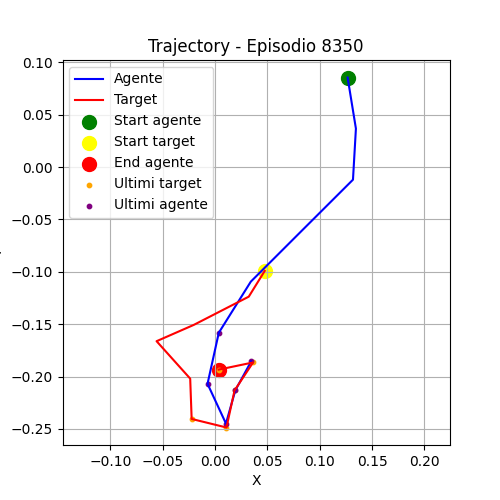 Trajectory - Episodio 8350
Agente
Target
Start agente
Start target
End agente
Ultimi target
Ultimi agente
0.10
0.05
0.00
−0.05
−0.10
−0.15
−0.20
−0.25
−0.10
−0.05
0.00
0.05
0.10
0.15
0.20
X